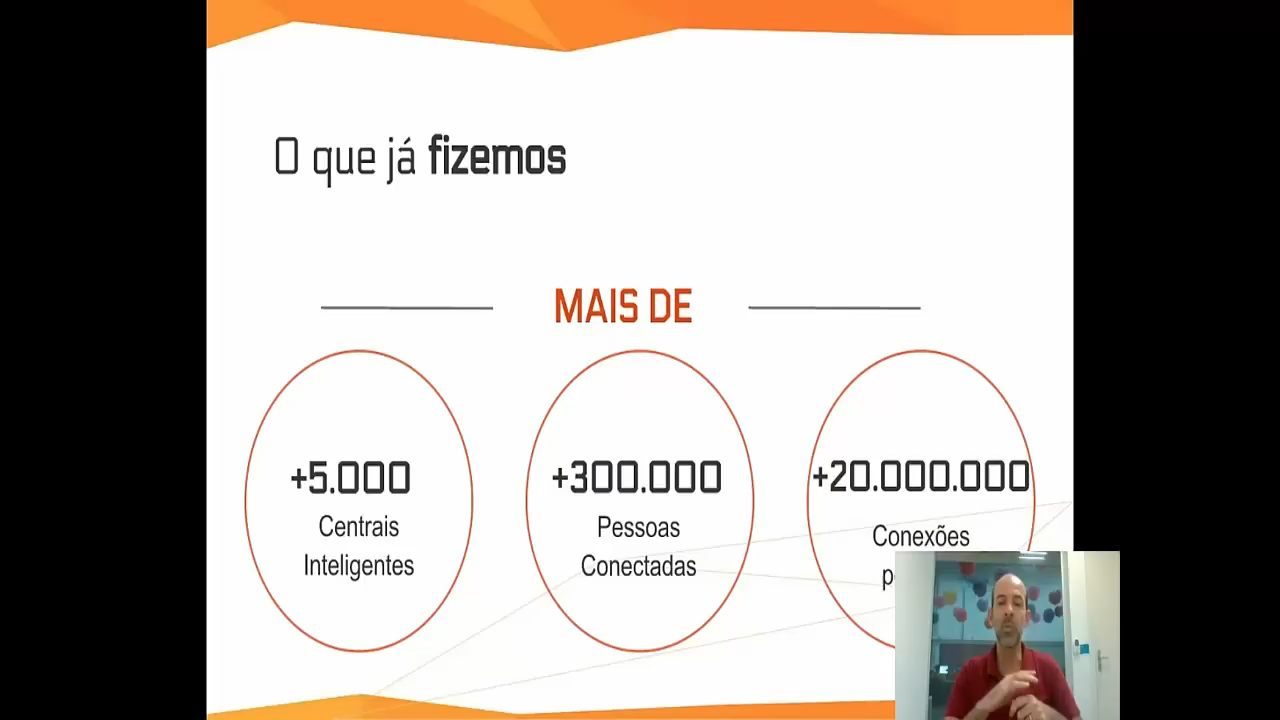 O que já fizemos
MAIS DE
+5.000
Centrais
Inteligentes
+300.000
Pessoas
Conectadas
+20.000.000
Conexões